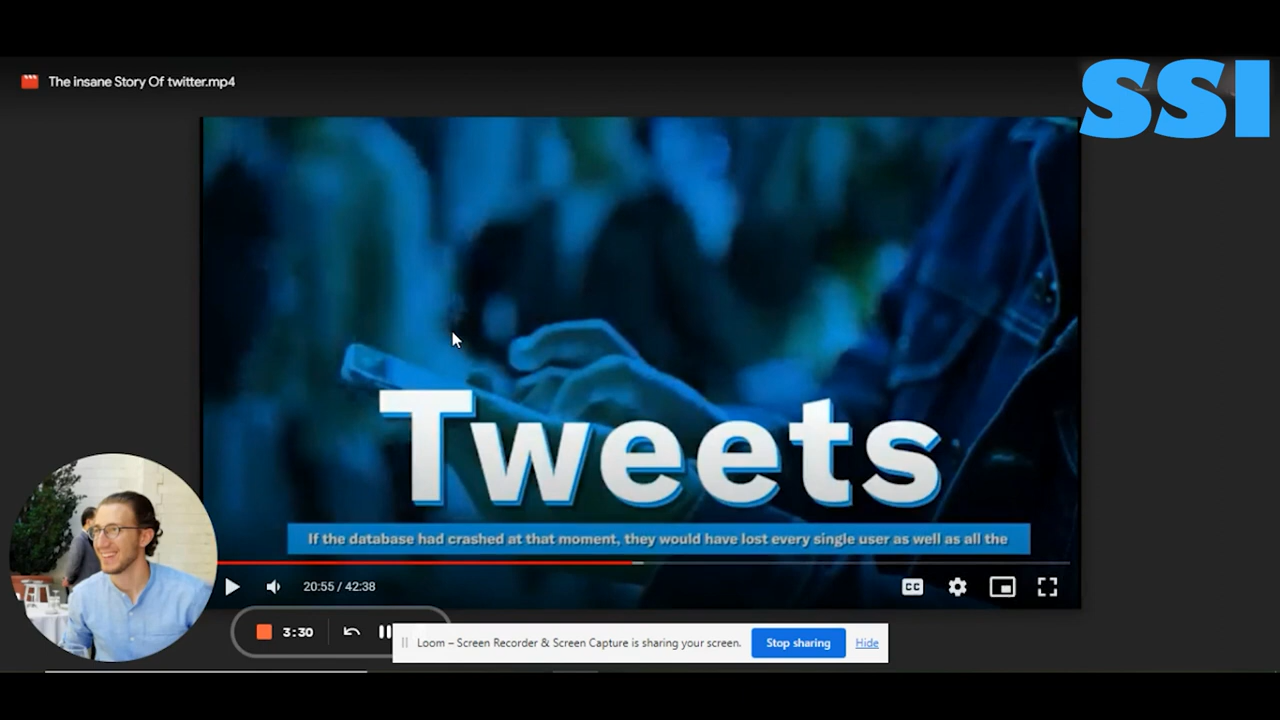 SSI
The insane Story Of twitter.mp4
Tweets
If the database had crashed at that moment, they would have lost every single user as well as all the
20:55 / 42:38
CC
3:30
Loom – Screen Recorder & Screen Capture is sharing your screen.
Stop sharing
Hide